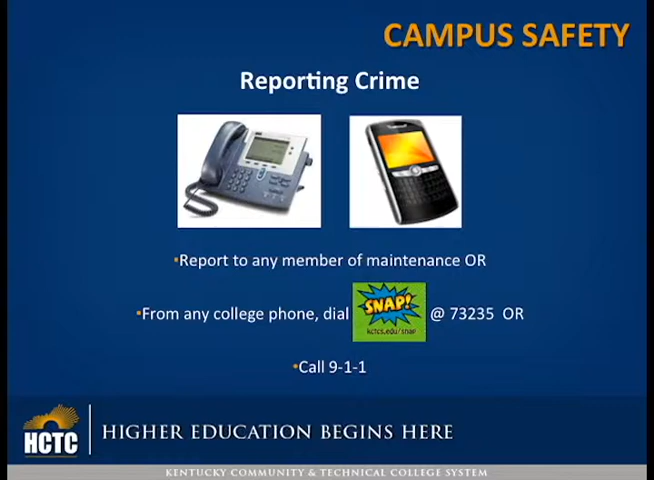 CAMPUS SAFETY
Reporting Crime
•Report to any member of maintenance OR
•From any college phone, dial SNAP! kctcs.edu/snap @ 73235 OR
•Call 9-1-1
HCTC HIGHER EDUCATION BEGINS HERE
KENTUCKY COMMUNITY & TECHNICAL COLLEGE SYSTEM